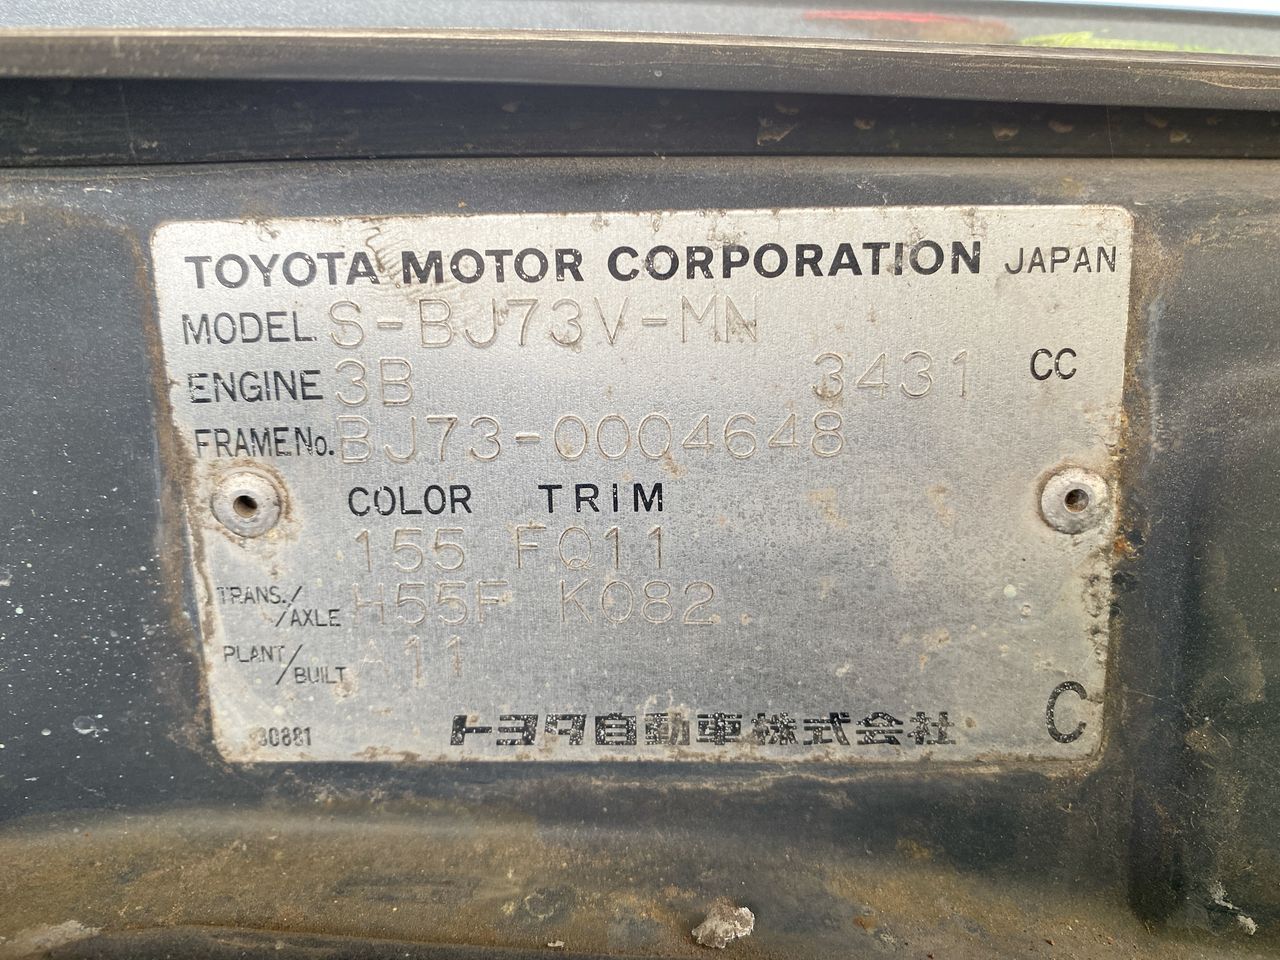 TOYOTA MOTOR CORPORATION JAPAN
MODEL S-BJ73V-MN
ENGINE 3B 3431 CC
FRAME No. BJ73-0004648
COLOR TRIM
155 FQ11
TRANS./AXLE H55F K082
PLANT/BUILT A11
30881 トヨタ自動車株式会社 C